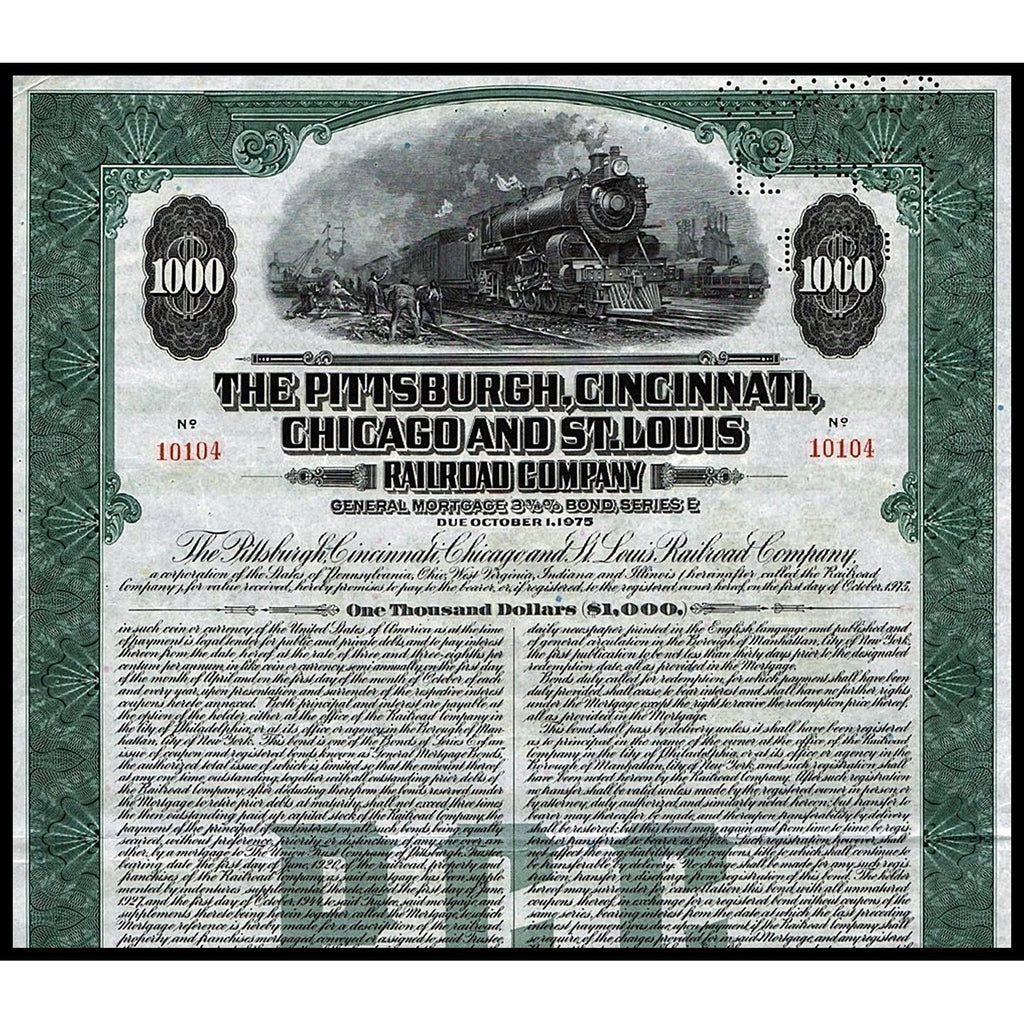 1000
1000
THE PITTSBURGH, CINCINNATI,
CHICAGO AND ST. LOUIS
RAILROAD COMPANY
Nº
10104
Nº
10104
GENERAL MORTGAGE 3⅜% BOND, SERIES E
DUE OCTOBER 1, 1975
The Pittsburgh, Cincinnati, Chicago and St. Louis Railroad Company,
a corporation of the States of Pennsylvania, Ohio, West Virginia, Indiana and Illinois (hereinafter called the Railroad
Company), for value received, hereby promises to pay to the bearer, or, if registered, to the registered owner hereof, on the first day of October, 1975,
One Thousand Dollars ($1,000.)
in such coin or currency of the United States of America as at the time
of payment is legal tender for public and private debts, and to pay interest
thereon from the date hereof at the rate of three and three-eighths per
centum per annum, in like coin or currency, semi-annually, on the first day
of the month of April and on the first day of the month of October of each
and every year, upon presentation and surrender of the respective interest
coupons hereto annexed. Both principal and interest are payable at
the option of the holder, either at the office of the Railroad Company in
the City of Philadelphia, or at its office or agency in the Borough of Man-
hattan, City of New York. This bond is one of the Bonds of Series E of an
issue of coupon and registered bonds, known as General Mortgage Bonds,
the authorized total issue of which is limited so that the amount thereof
at any one time outstanding, together with all outstanding prior debts of
the Railroad Company, after deducting therefrom the bonds reserved under
the Mortgage to retire prior debts at maturity, shall not exceed three times
the then outstanding paid up capital stock of the Railroad Company, the
payment of the principal of and interest on all such bonds being equally
secured, without preference, priority or distinction of any one over an-
other, by a mortgage to The Union Trust Company of Pittsburgh, Trustee,
bearing date the first day of 1920, of the railroad, property and
franchises of the Railroad Company, said mortgage having been supple-
mented by indentures supplemental thereto, dated the first day of June,
1927, and the first day of October, 1944, to said Trustee, said mortgage and
supplements thereto being herein together called the Mortgage, to which
Mortgage reference is hereby made for a description of the railroad,
property and franchises mortgaged, conveyed or assigned to said Trustee,
daily newspaper printed in the English language and published and
of general circulation in the Borough of Manhattan, City of New York,
the first publication to be not less than thirty days prior to the designated
redemption date, all as provided in the Mortgage.
Bonds duly called for redemption, for which payment shall have been
duly provided, shall cease to bear interest and shall have no further rights
under the Mortgage except the right to receive the redemption price thereof,
all as provided in the Mortgage.
This bond shall pass by delivery unless it shall have been registered
as to principal in the name of the owner at the office of the Railroad
Company in the City of Philadelphia, or at its office or agency in the
Borough of Manhattan, City of New York, and such registration shall
have been noted hereon by the Railroad Company. After such registration
no transfer shall be valid unless made by the registered owner in person or
by attorney, duly authorized, and similarly noted hereon; but transfer to
bearer may thereafter be made, and thereupon transferability by delivery
shall be restored; but this bond may again and from time to time be regis-
tered or transferred to bearer as before. Such registration, however, shall
not affect the negotiability of the coupons, title to which shall continue to
be transferable by delivery. No charge shall be made for any such regis-
tration, transfer or discharge from registration of this bond. The holder
hereof may surrender for cancellation this bond with all unmatured
coupons thereof, in exchange for a registered bond without coupons of the
same series, bearing interest from the date at which the last preceding
interest payment was due, upon payment if the Railroad Company shall
so require, of the charges provided for in said Mortgage, and any registered